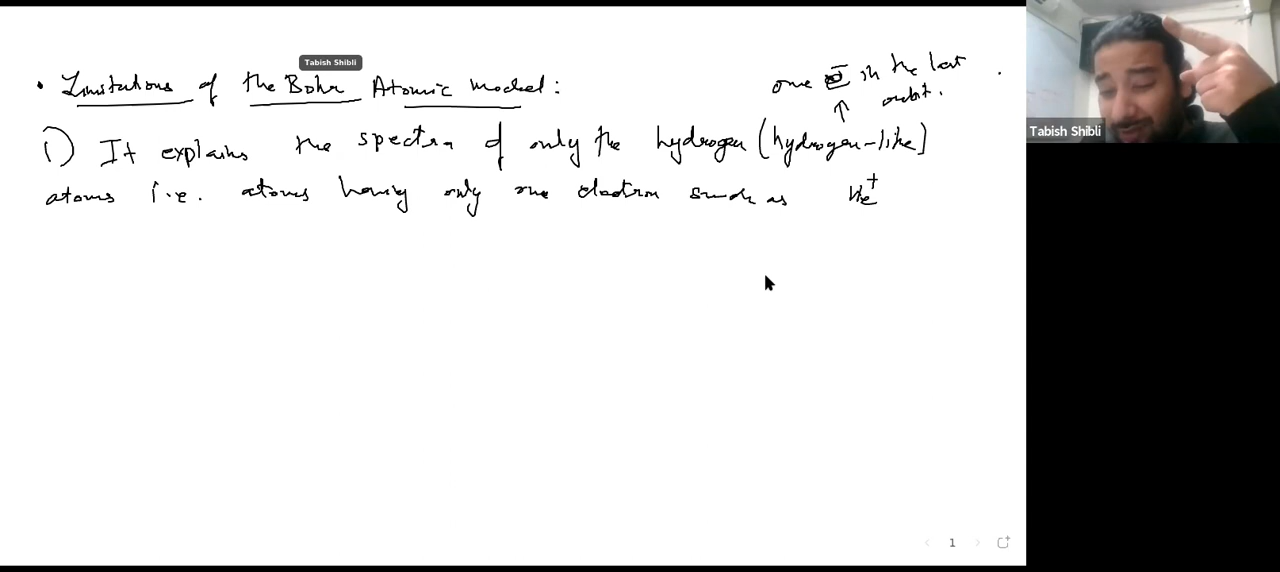 Tabish Shibli
• Limitations of the Bohr Atomic model:
one e⁻ in the last
orbit.
↑
1) It explains the spectra of only the hydrogen (hydrogen-like)
atoms i.e. atoms having only one electron such as He⁺
Tabish Shibli
1